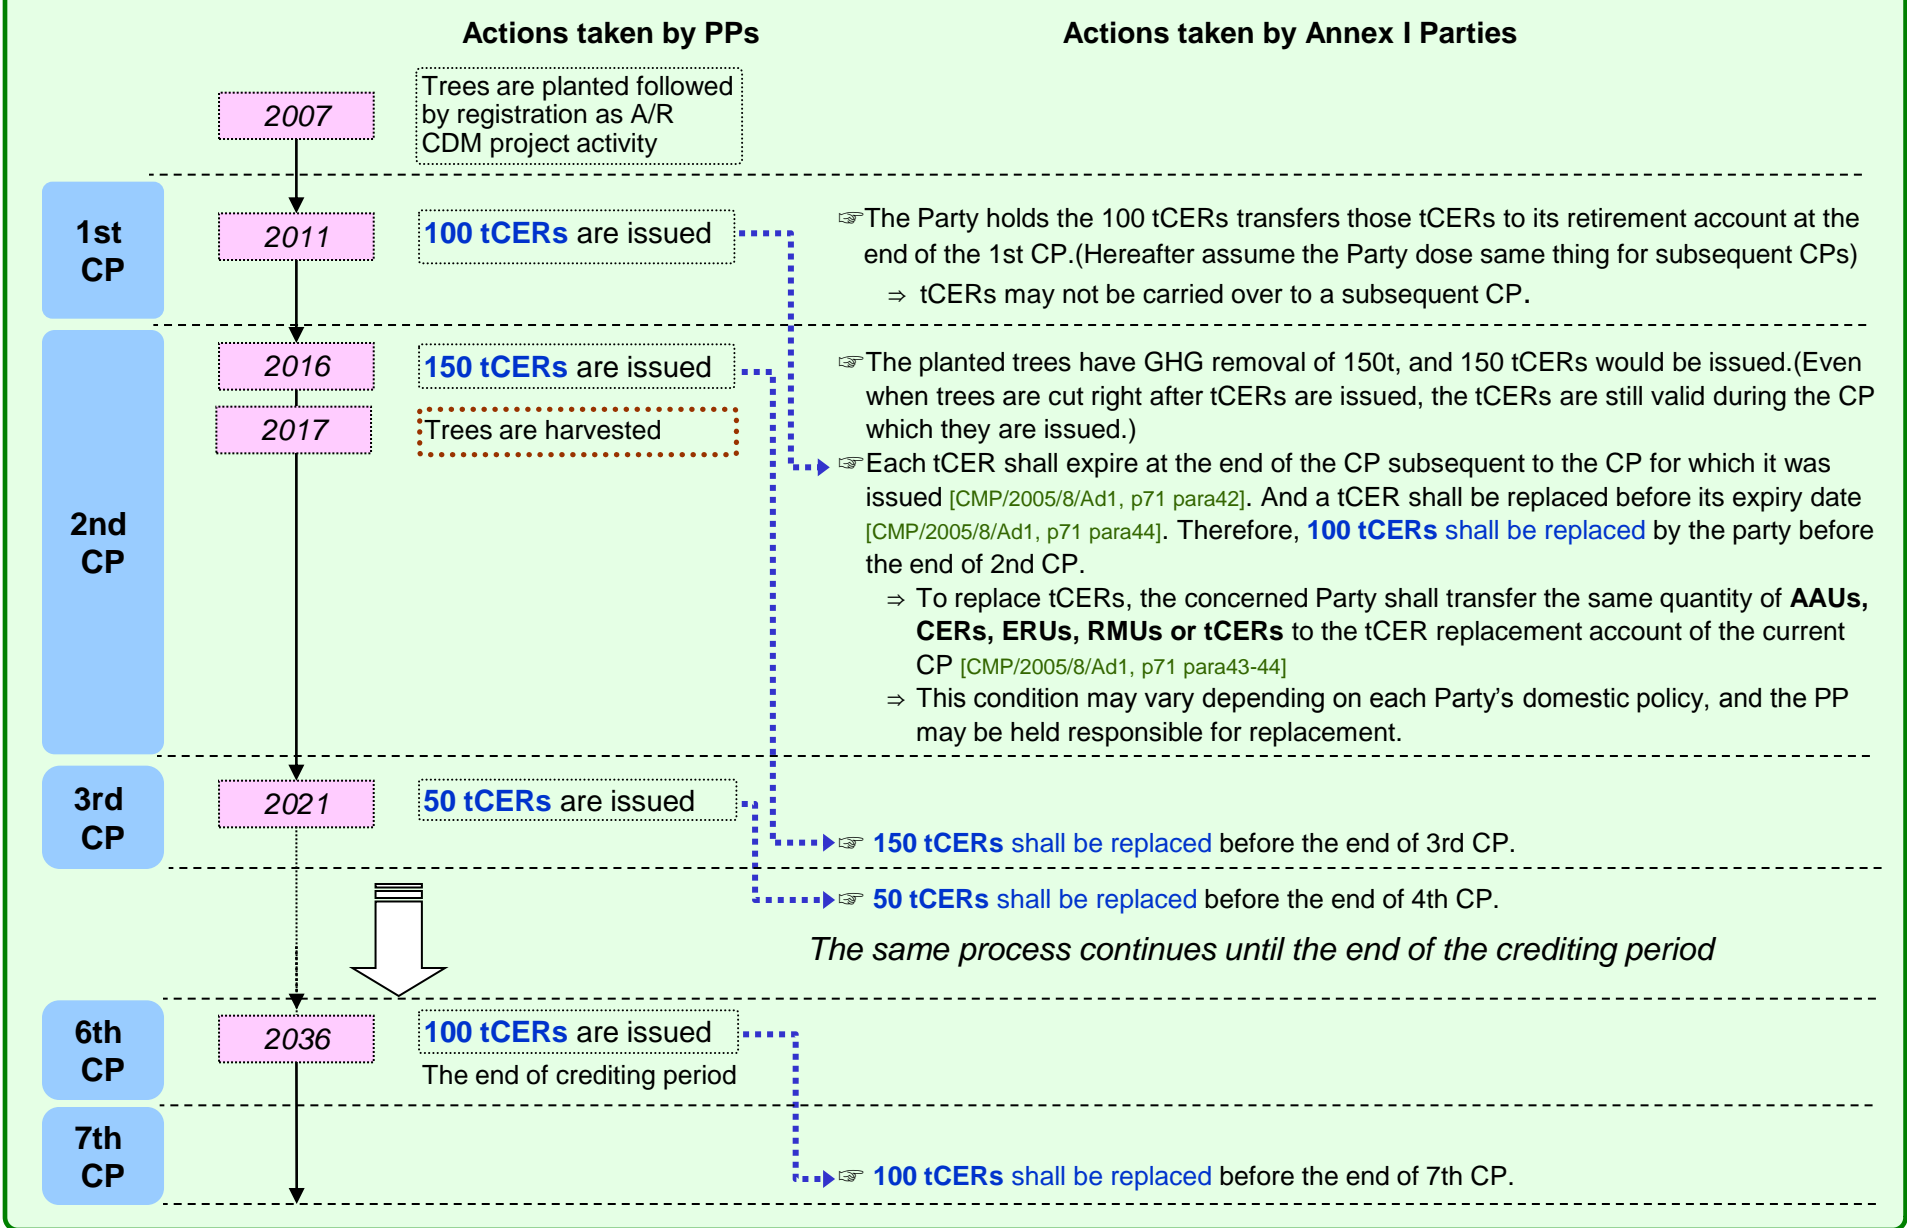 Actions taken by PPs
Actions taken by Annex I Parties
2007
Trees are planted followed
by registration as A/R
CDM project activity
1st
CP
2011
100 tCERs are issued
☞The Party holds the 100 tCERs transfers those tCERs to its retirement account at the
end of the 1st CP.(Hereafter assume the Party dose same thing for subsequent CPs)
⇒ tCERs may not be carried over to a subsequent CP.
2nd
CP
2016
150 tCERs are issued
2017
Trees are harvested
☞The planted trees have GHG removal of 150t, and 150 tCERs would be issued.(Even
when trees are cut right after tCERs are issued, the tCERs are still valid during the CP
which they are issued.)
☞Each tCER shall expire at the end of the CP subsequent to the CP for which it was
issued [CMP/2005/8/Ad1, p71 para42]. And a tCER shall be replaced before its expiry date
[CMP/2005/8/Ad1, p71 para44]. Therefore, 100 tCERs shall be replaced by the party before
the end of 2nd CP.
⇒ To replace tCERs, the concerned Party shall transfer the same quantity of AAUs,
CERs, ERUs, RMUs or tCERs to the tCER replacement account of the current
CP [CMP/2005/8/Ad1, p71 para43-44]
⇒ This condition may vary depending on each Party’s domestic policy, and the PP
may be held responsible for replacement.
3rd
CP
2021
50 tCERs are issued
☞ 150 tCERs shall be replaced before the end of 3rd CP.
☞ 50 tCERs shall be replaced before the end of 4th CP.
The same process continues until the end of the crediting period
6th
CP
2036
100 tCERs are issued
The end of crediting period
7th
CP
☞ 100 tCERs shall be replaced before the end of 7th CP.